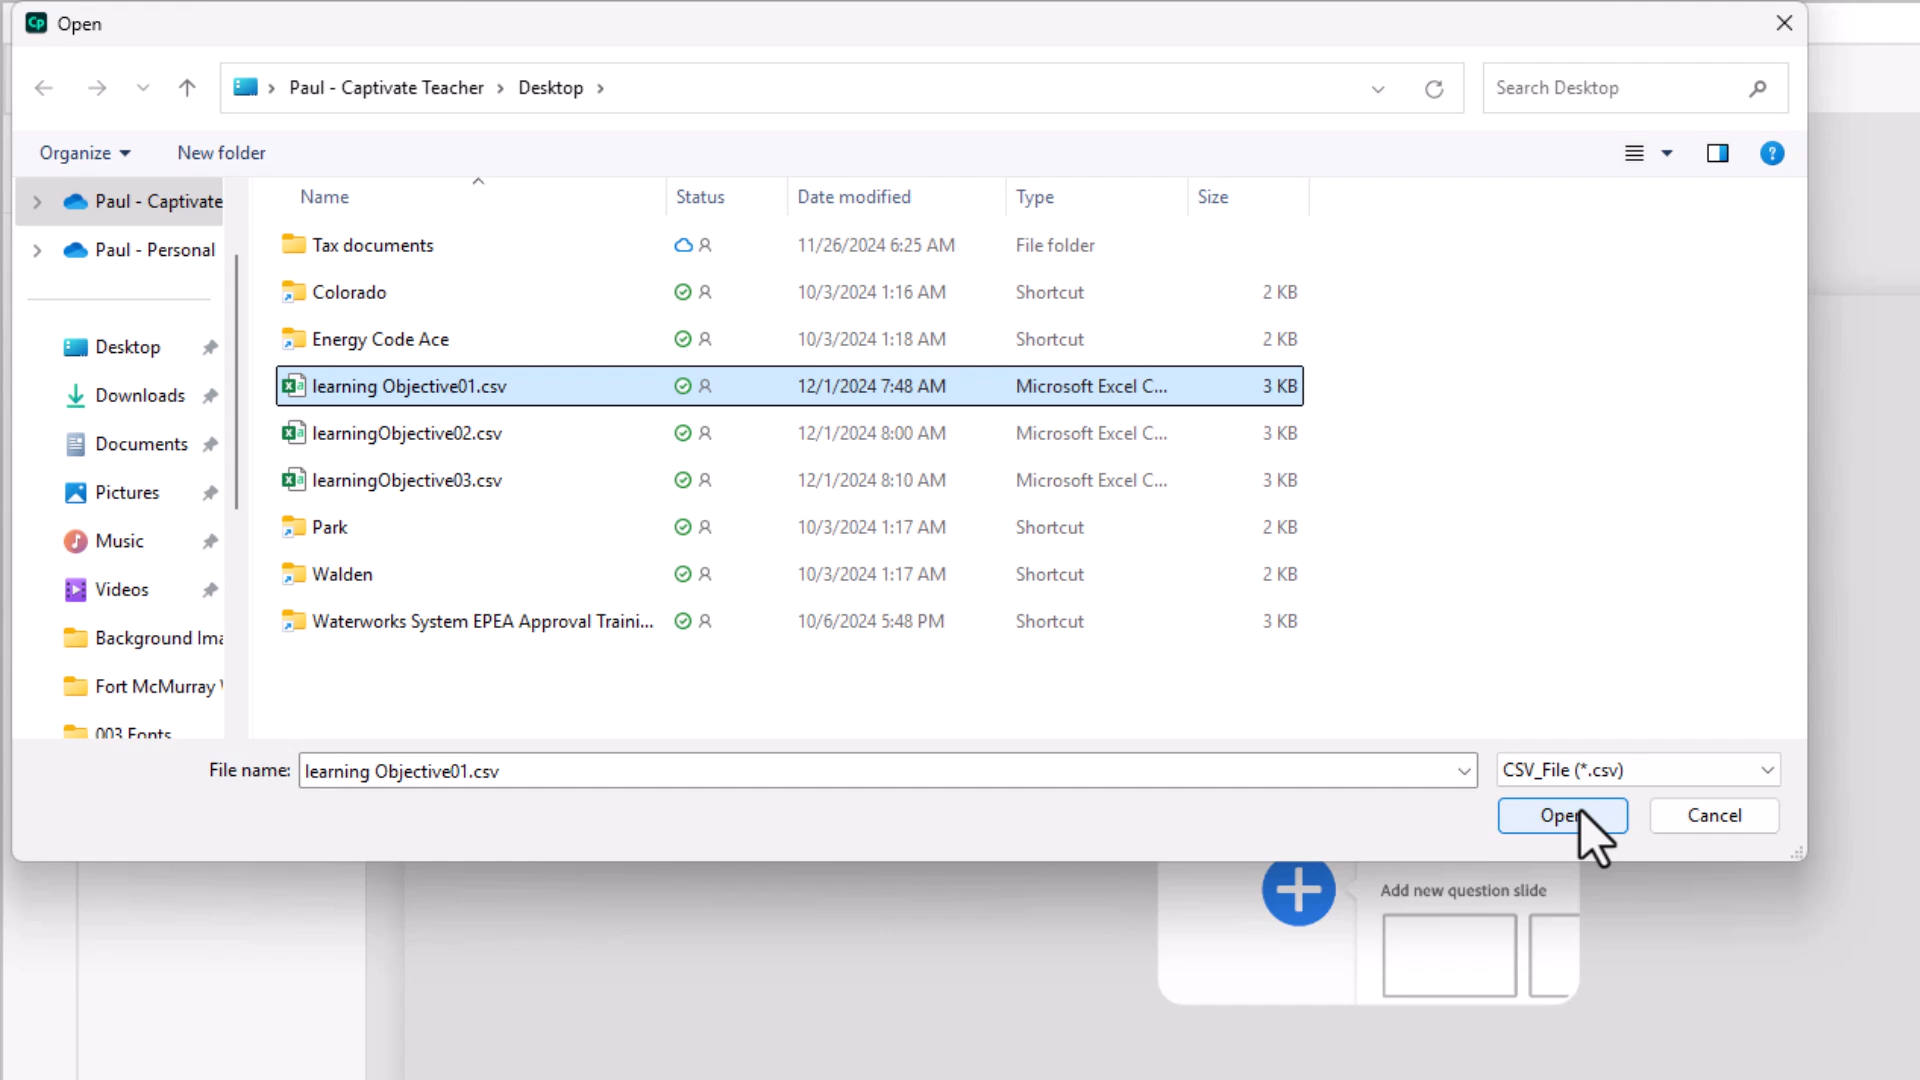 Cp Open
Paul - Captivate Teacher Desktop
Search Desktop
Organize New folder
?
Name Status Date modified Type Size
Paul - Captivate
Paul - Personal
Desktop
Downloads
Documents
Pictures
Music
Videos
Background Ima
Fort McMurray
003 Fonts
Tax documents 11/26/2024 6:25 AM File folder
Colorado 10/3/2024 1:16 AM Shortcut 2 KB
Energy Code Ace 10/3/2024 1:18 AM Shortcut 2 KB
learning Objective01.csv 12/1/2024 7:48 AM Microsoft Excel C... 3 KB
learningObjective02.csv 12/1/2024 8:00 AM Microsoft Excel C... 3 KB
learningObjective03.csv 12/1/2024 8:10 AM Microsoft Excel C... 3 KB
Park 10/3/2024 1:17 AM Shortcut 2 KB
Walden 10/3/2024 1:17 AM Shortcut 2 KB
Waterworks System EPEA Approval Traini... 10/6/2024 5:48 PM Shortcut 3 KB
File name: learning Objective01.csv CSV_File (*.csv)
Open Cancel
Add new question slide